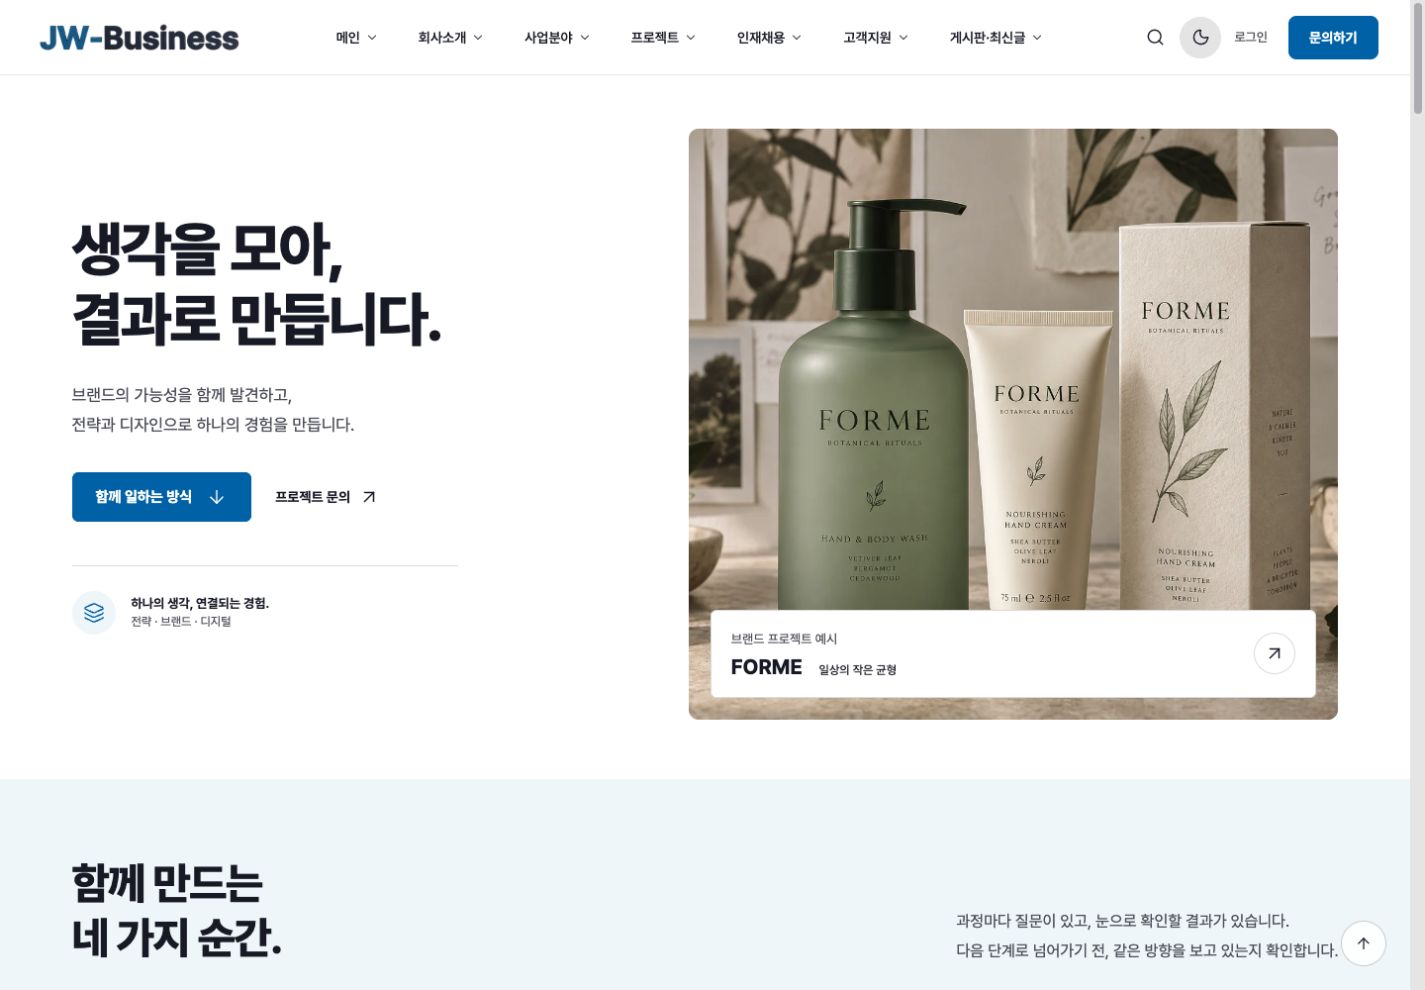 JW-Business
메인
회사소개
사업분야
프로젝트
인재채용
고객지원
게시판·최신글
로그인
문의하기
생각을 모아,
결과로 만듭니다.
브랜드의 가능성을 함께 발견하고,
전략과 디자인으로 하나의 경험을 만듭니다.
함께 일하는 방식
프로젝트 문의
하나의 생각, 연결되는 경험.
전략 · 브랜드 · 디지털
FORME
BOTANICAL RITUALS
HAND & BODY WASH
VETIVER LEAF
BERGAMOT
CEDARWOOD
FORME
BOTANICAL RITUALS
NOURISHING
HAND CREAM
SHEA BUTTER
OLIVE LEAF
NEROLI
75 ml ℮ 2.5 fl oz
FORME
BOTANICAL RITUALS
NOURISHING
HAND CREAM
SHEA BUTTER
OLIVE LEAF
NEROLI
NATURE
브랜드 프로젝트 예시
FORME 일상의 작은 균형
함께 만드는
네 가지 순간.
과정마다 질문이 있고, 눈으로 확인할 결과가 있습니다.
다음 단계로 넘어가기 전, 같은 방향을 보고 있는지 확인합니다.